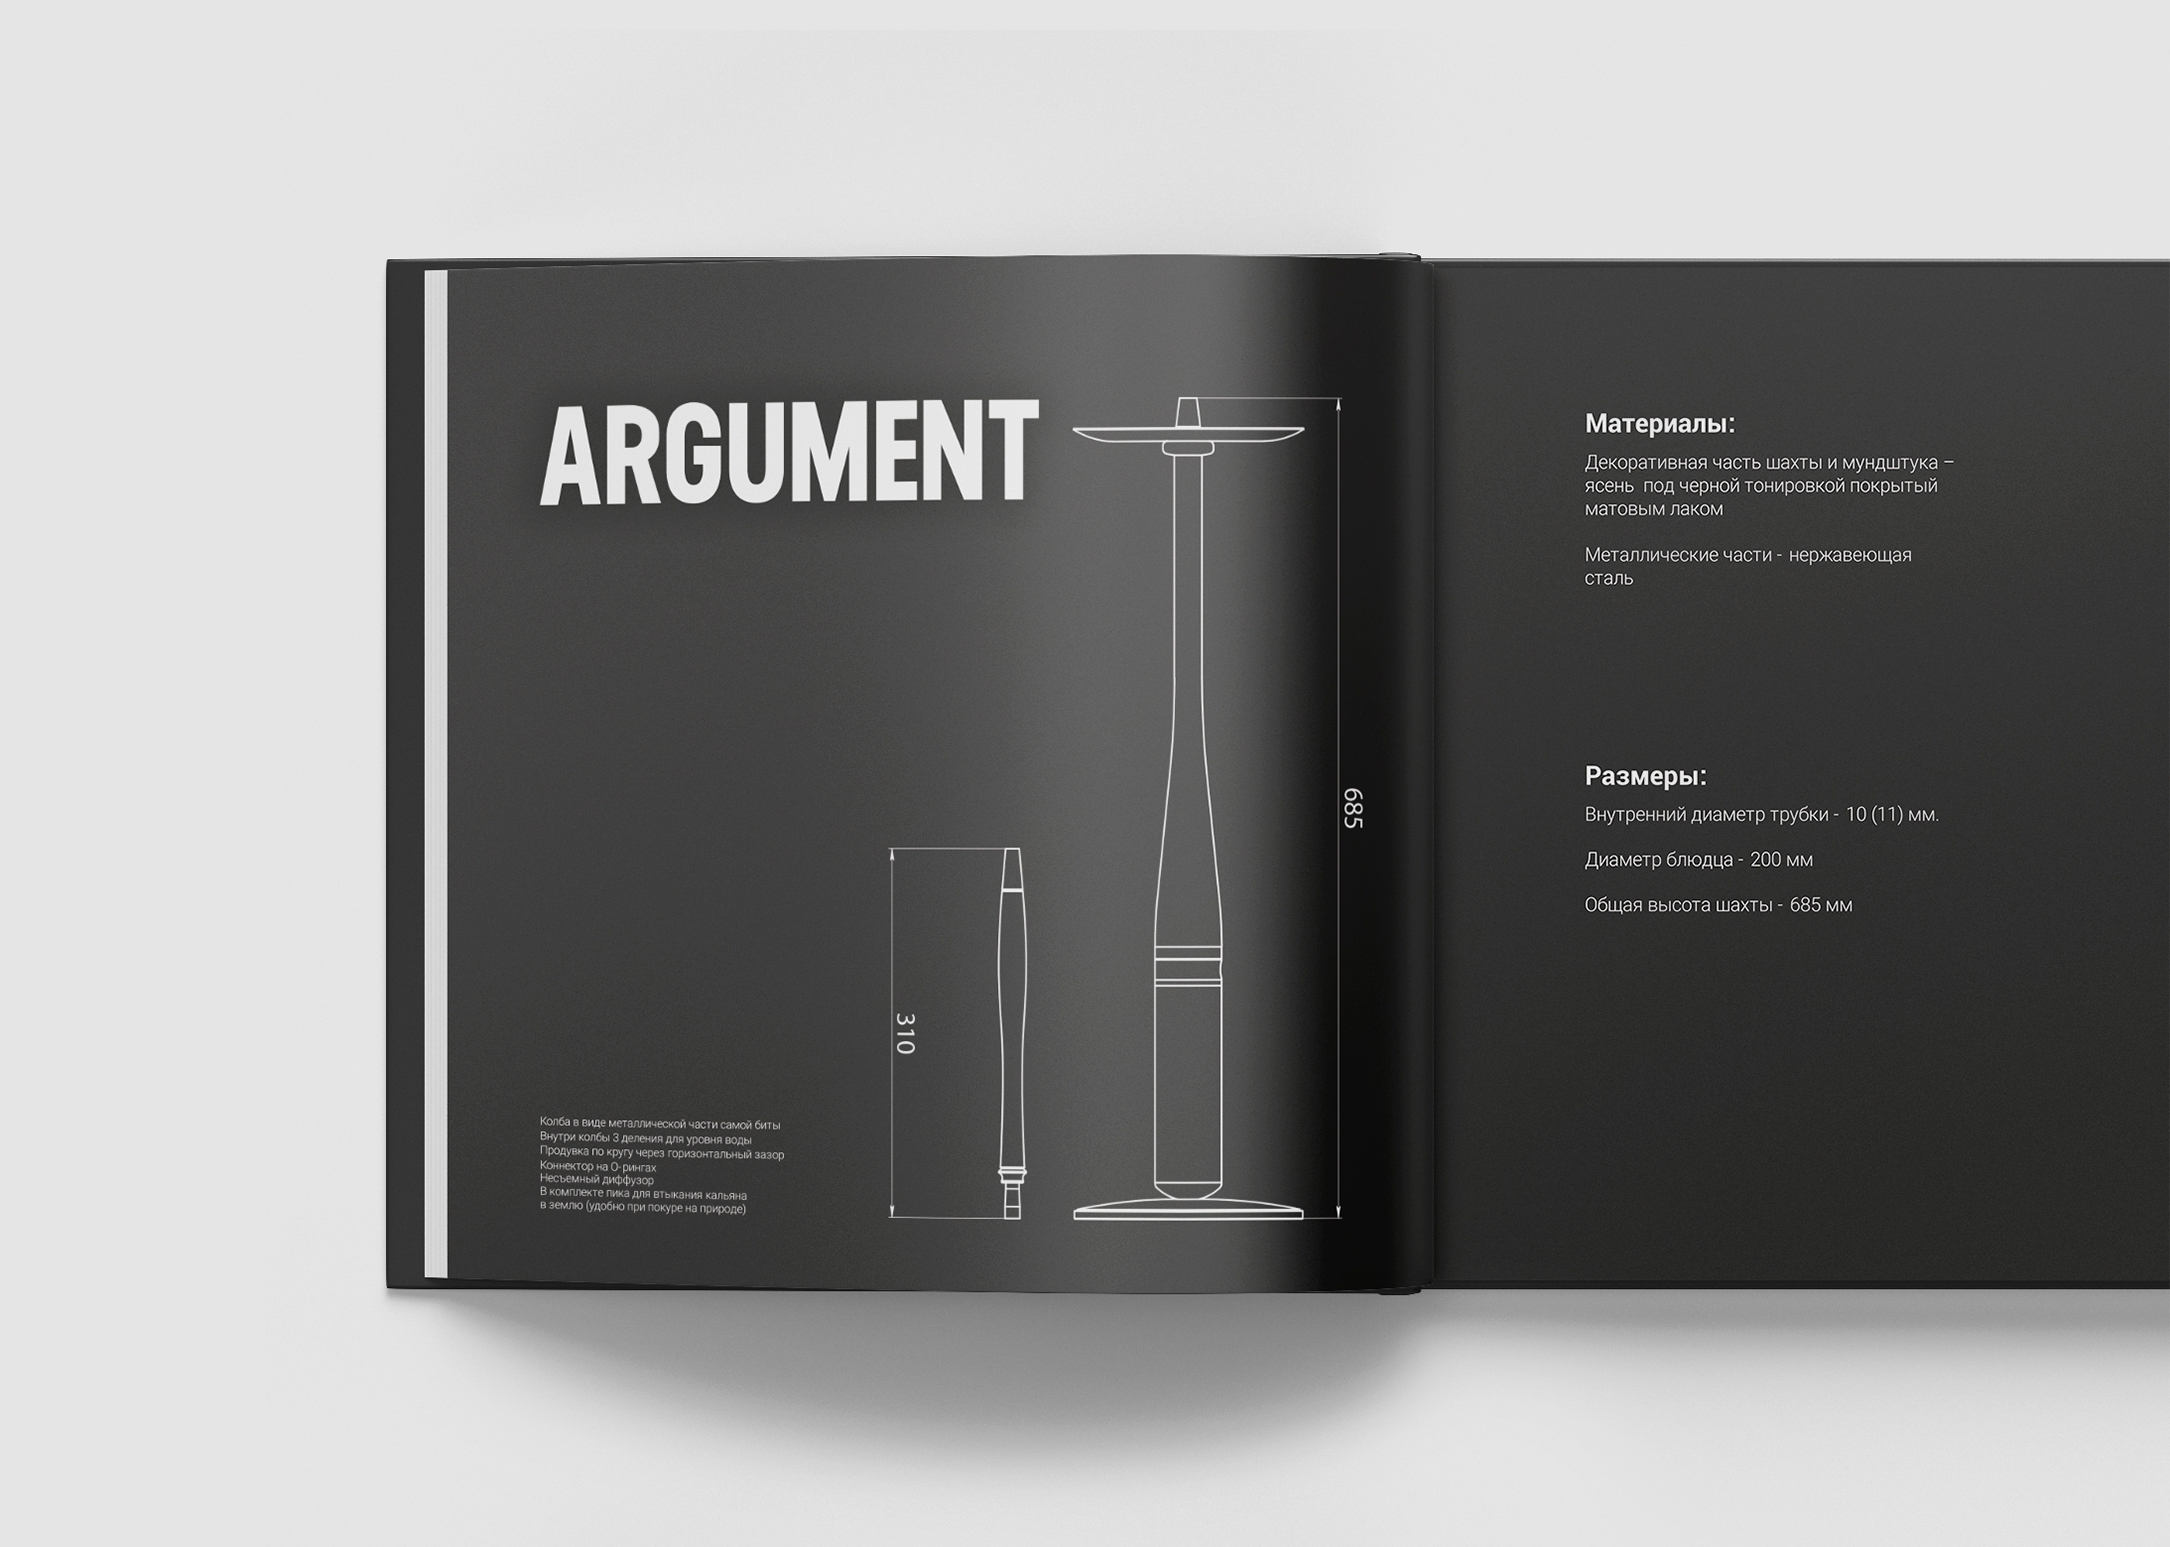 ARGUMENT
685
310
Колба в виде металлической части самой биты
Внутри колбы 3 деления для уровня воды
Продувка по кругу через горизонтальный зазор
Коннектор на О-рингах
Несъемный диффузор
В комплекте пика для втыкания кальяна
в землю (удобно при покуре на природе)
Материалы:
Декоративная часть шахты и мундштука –
ясень под черной тонировкой покрытый
матовым лаком
Металлические части - нержавеющая
сталь
Размеры:
Внутренний диаметр трубки - 10 (11) мм.
Диаметр блюдца - 200 мм
Общая высота шахты - 685 мм